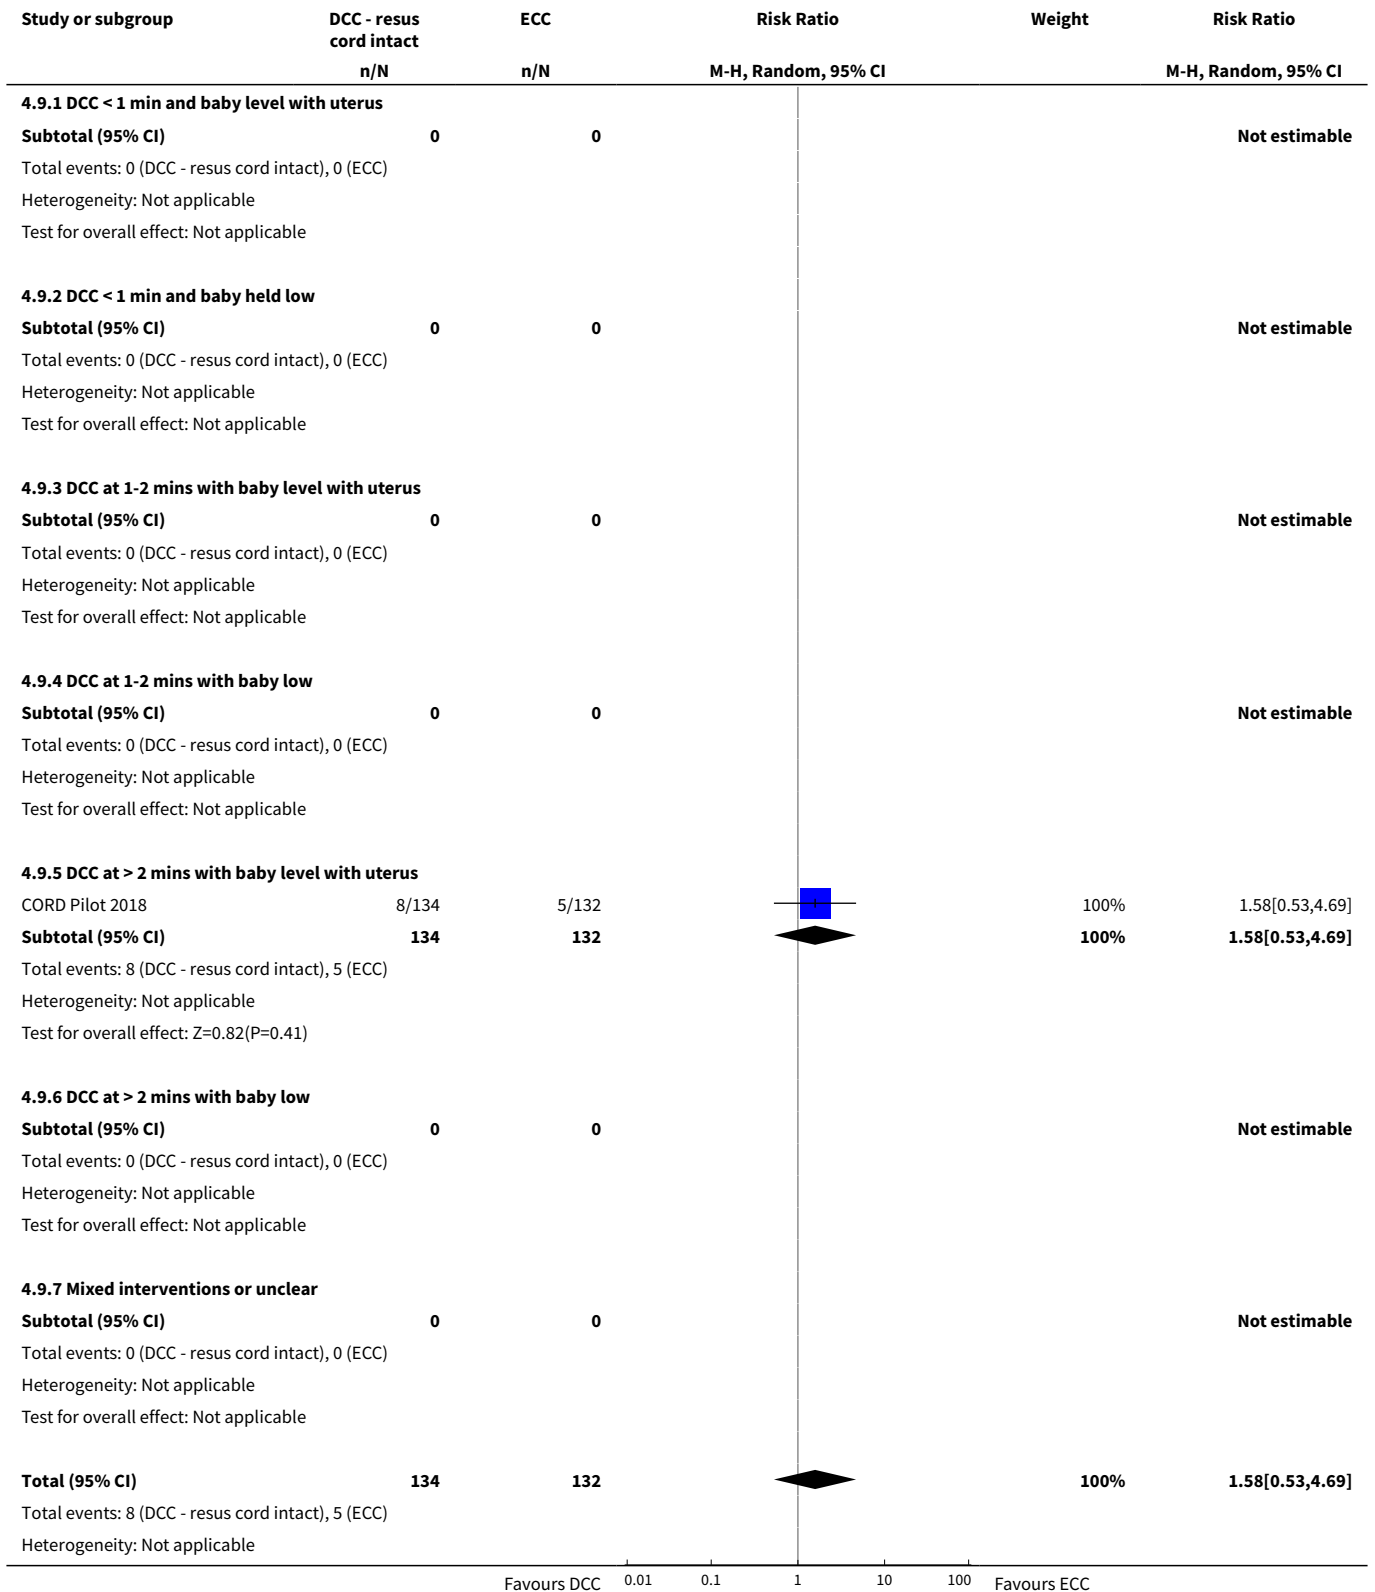 Study or subgroup DCC - resus ECC Risk Ratio Weight Risk Ratio
cord intact
n/N n/N M-H, Random, 95% CI M-H, Random, 95% CI
4.9.1 DCC < 1 min and baby level with uterus
Subtotal (95% CI) 0 0 Not estimable
Total events: 0 (DCC - resus cord intact), 0 (ECC)
Heterogeneity: Not applicable
Test for overall effect: Not applicable
4.9.2 DCC < 1 min and baby held low
Subtotal (95% CI) 0 0 Not estimable
Total events: 0 (DCC - resus cord intact), 0 (ECC)
Heterogeneity: Not applicable
Test for overall effect: Not applicable
4.9.3 DCC at 1-2 mins with baby level with uterus
Subtotal (95% CI) 0 0 Not estimable
Total events: 0 (DCC - resus cord intact), 0 (ECC)
Heterogeneity: Not applicable
Test for overall effect: Not applicable
4.9.4 DCC at 1-2 mins with baby low
Subtotal (95% CI) 0 0 Not estimable
Total events: 0 (DCC - resus cord intact), 0 (ECC)
Heterogeneity: Not applicable
Test for overall effect: Not applicable
4.9.5 DCC at > 2 mins with baby level with uterus
CORD Pilot 2018 8/134 5/132 100% 1.58[0.53,4.69]
Subtotal (95% CI) 134 132 100% 1.58[0.53,4.69]
Total events: 8 (DCC - resus cord intact), 5 (ECC)
Heterogeneity: Not applicable
Test for overall effect: Z=0.82(P=0.41)
4.9.6 DCC at > 2 mins with baby low
Subtotal (95% CI) 0 0 Not estimable
Total events: 0 (DCC - resus cord intact), 0 (ECC)
Heterogeneity: Not applicable
Test for overall effect: Not applicable
4.9.7 Mixed interventions or unclear
Subtotal (95% CI) 0 0 Not estimable
Total events: 0 (DCC - resus cord intact), 0 (ECC)
Heterogeneity: Not applicable
Test for overall effect: Not applicable
Total (95% CI) 134 132 100% 1.58[0.53,4.69]
Total events: 8 (DCC - resus cord intact), 5 (ECC)
Heterogeneity: Not applicable
Favours DCC 0.01 0.1 1 10 100 Favours ECC